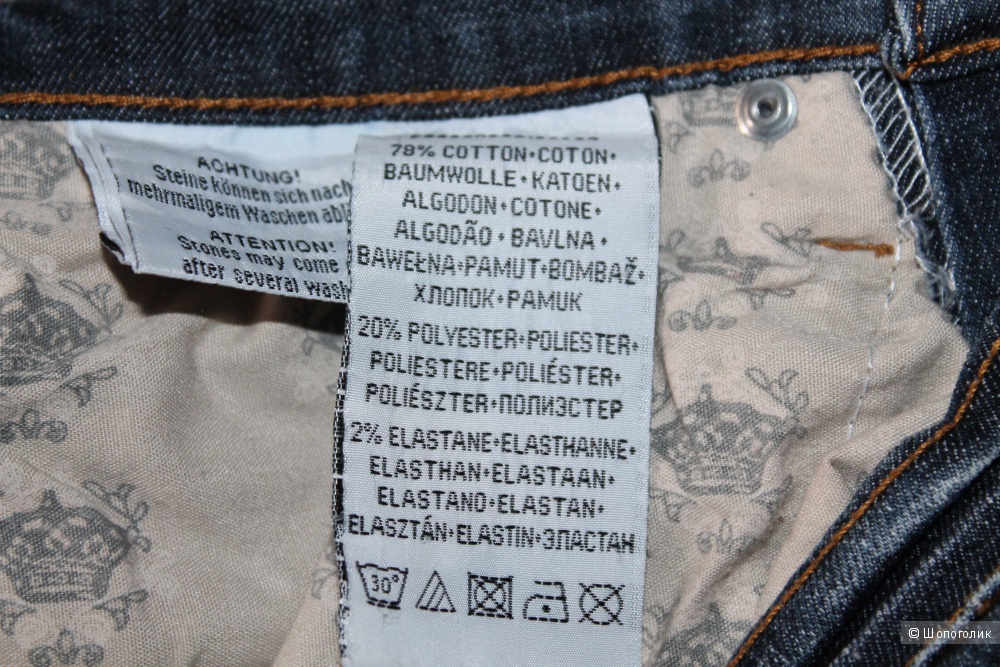 ACHTUNG!
Steine können sich nach
mehrmaligem Waschen
ATTENTION!
Stones may come
after several
78% COTTON•COTON•
BAUMWOLLE•KATOEN•
ALGODON•COTONE•
ALGODÃO•BAVLNA•
BAWEŁNA•PAMUT•BOMBAŽ•
ХЛОПОК•PAMUK
20% POLYESTER•POLIESTER•
POLIESTERE•POLIÉSTER•
POLIÉSZTER•ПОЛИЭСТЕР
2% ELASTANE•ELASTHANNE•
ELASTHAN•ELASTAAN•
ELASTANO•ELASTAN•
ELASZTÁN•ELASTIN•ЭЛАСТАН
30°
© Шопоголик